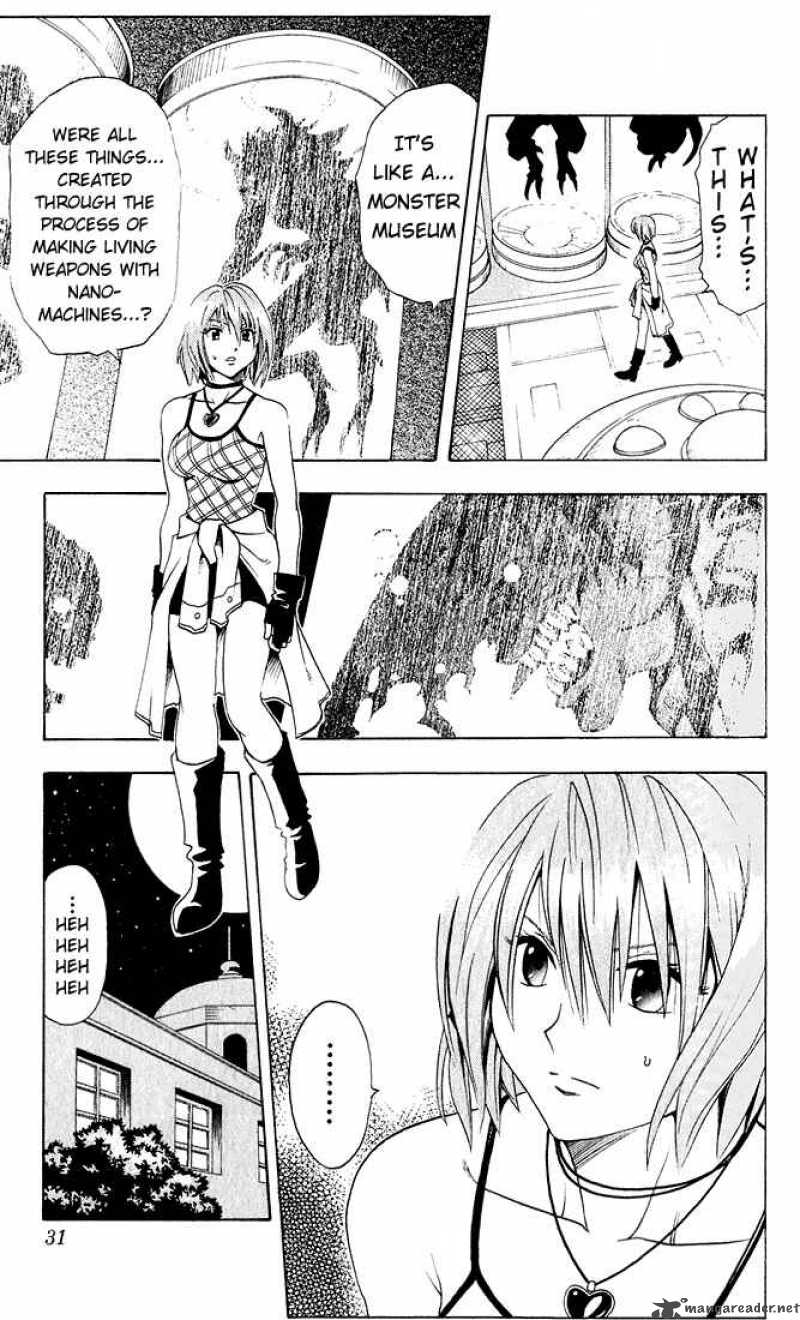 WHAT'S...
THIS...
IT'S
LIKE A...
MONSTER
MUSEUM
WERE ALL
THESE THINGS...
CREATED
THROUGH THE
PROCESS OF
MAKING LIVING
WEAPONS WITH
NANO-
MACHINES...?
.........
...
HEH
HEH
HEH
HEH
31
mangareader.net